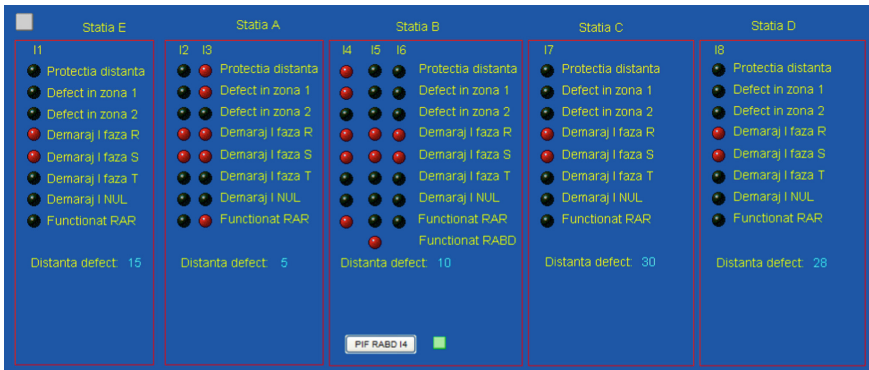 Statia E
I1
Protectia distanta
Defect in zona 1
Defect in zona 2
Demaraj I faza R
Demaraj I faza S
Demaraj I faza T
Demaraj I NUL
Functionat RAR
Distanta defect: 15
Statia A
I2 I3
Protectia distanta
Defect in zona 1
Defect in zona 2
Demaraj I faza R
Demaraj I faza S
Demaraj I faza T
Demaraj I NUL
Functionat RAR
Distanta defect: 5
Statia B
I4 I5 I6
Protectia distanta
Defect in zona 1
Defect in zona 2
Demaraj I faza R
Demaraj I faza S
Demaraj I faza T
Demaraj I NUL
Functionat RAR
Functionat RABD
Distanta defect: 10
PIF RABD I4
Statia C
I7
Protectia distanta
Defect in zona 1
Defect in zona 2
Demaraj I faza R
Demaraj I faza S
Demaraj I faza T
Demaraj I NUL
Functionat RAR
Distanta defect: 30
Statia D
I8
Protectia distanta
Defect in zona 1
Defect in zona 2
Demaraj I faza R
Demaraj I faza S
Demaraj I faza T
Demaraj I NUL
Functionat RAR
Distanta defect: 28